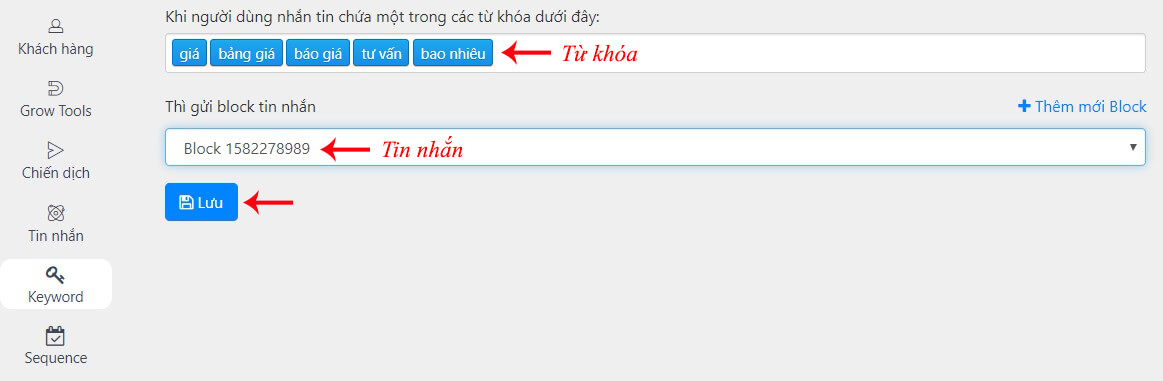 Khách hàng
Grow Tools
Chiến dịch
Tin nhắn
Keyword
Sequence
Khi người dùng nhắn tin chứa một trong các từ khóa dưới đây:
giá bảng giá báo giá tư vấn bao nhiêu Từ khóa
Thì gửi block tin nhắn + Thêm mới Block
Block 1582278989 Tin nhắn
Lưu